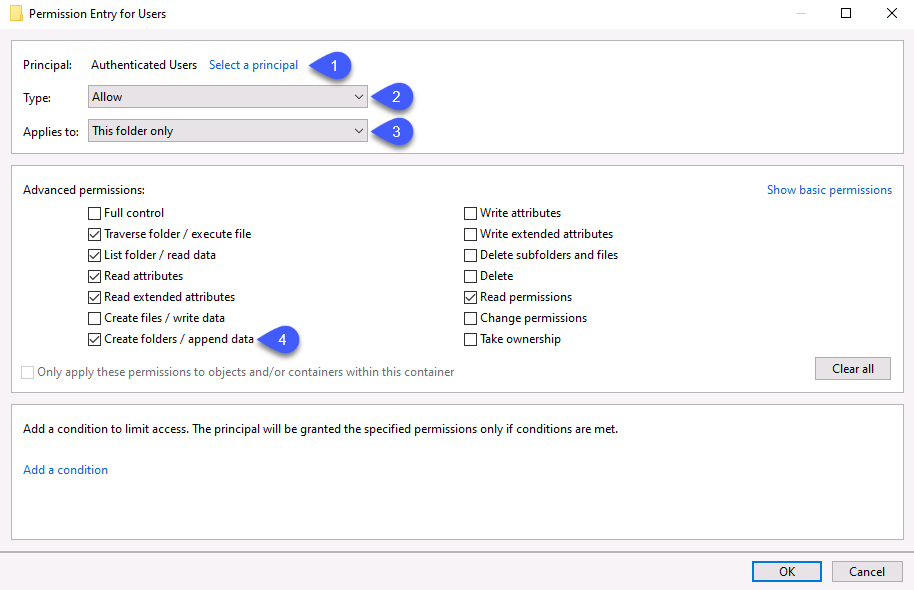 Permission Entry for Users
Principal: Authenticated Users Select a principal 1
Type: Allow 2
Applies to: This folder only 3
Advanced permissions: Show basic permissions
Full control Write attributes
Traverse folder / execute file Write extended attributes
List folder / read data Delete subfolders and files
Read attributes Delete
Read extended attributes Read permissions
Create files / write data Change permissions
Create folders / append data 4 Take ownership
Only apply these permissions to objects and/or containers within this container Clear all
Add a condition to limit access. The principal will be granted the specified permissions only if conditions are met.
Add a condition
OK Cancel